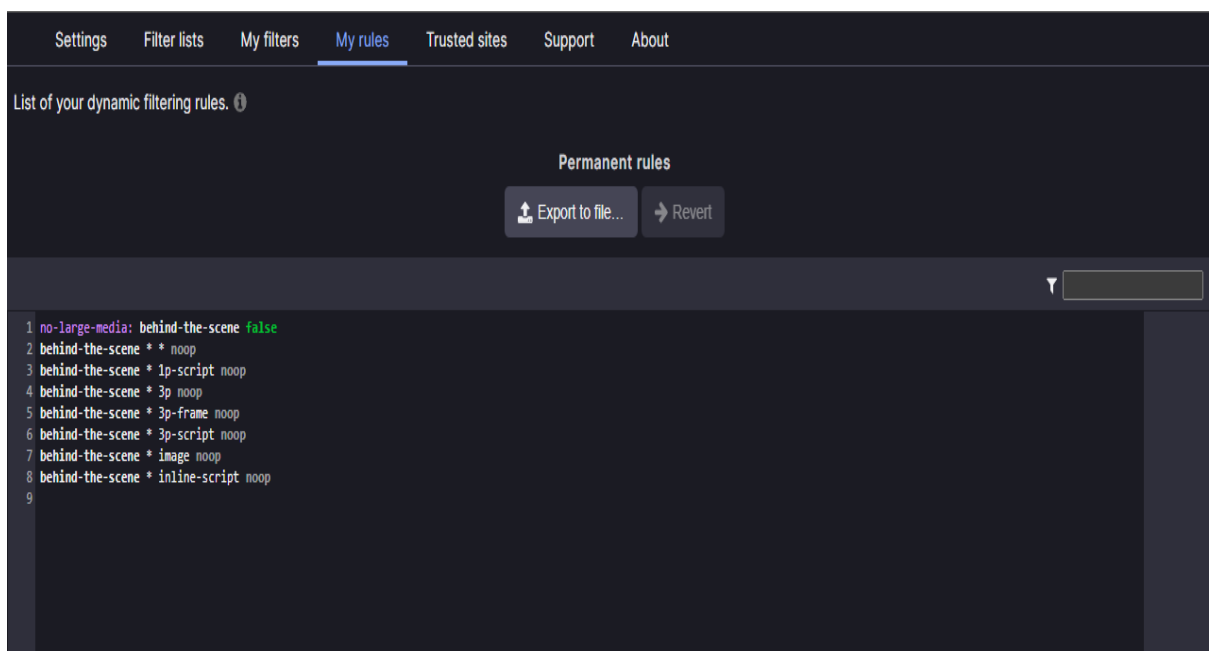 Settings Filter lists My filters My rules Trusted sites Support About
List of your dynamic filtering rules.
Permanent rules
Export to file... Revert
1 no-large-media: behind-the-scene false
2 behind-the-scene * * noop
3 behind-the-scene * 1p-script noop
4 behind-the-scene * 3p noop
5 behind-the-scene * 3p-frame noop
6 behind-the-scene * 3p-script noop
7 behind-the-scene * image noop
8 behind-the-scene * inline-script noop
9